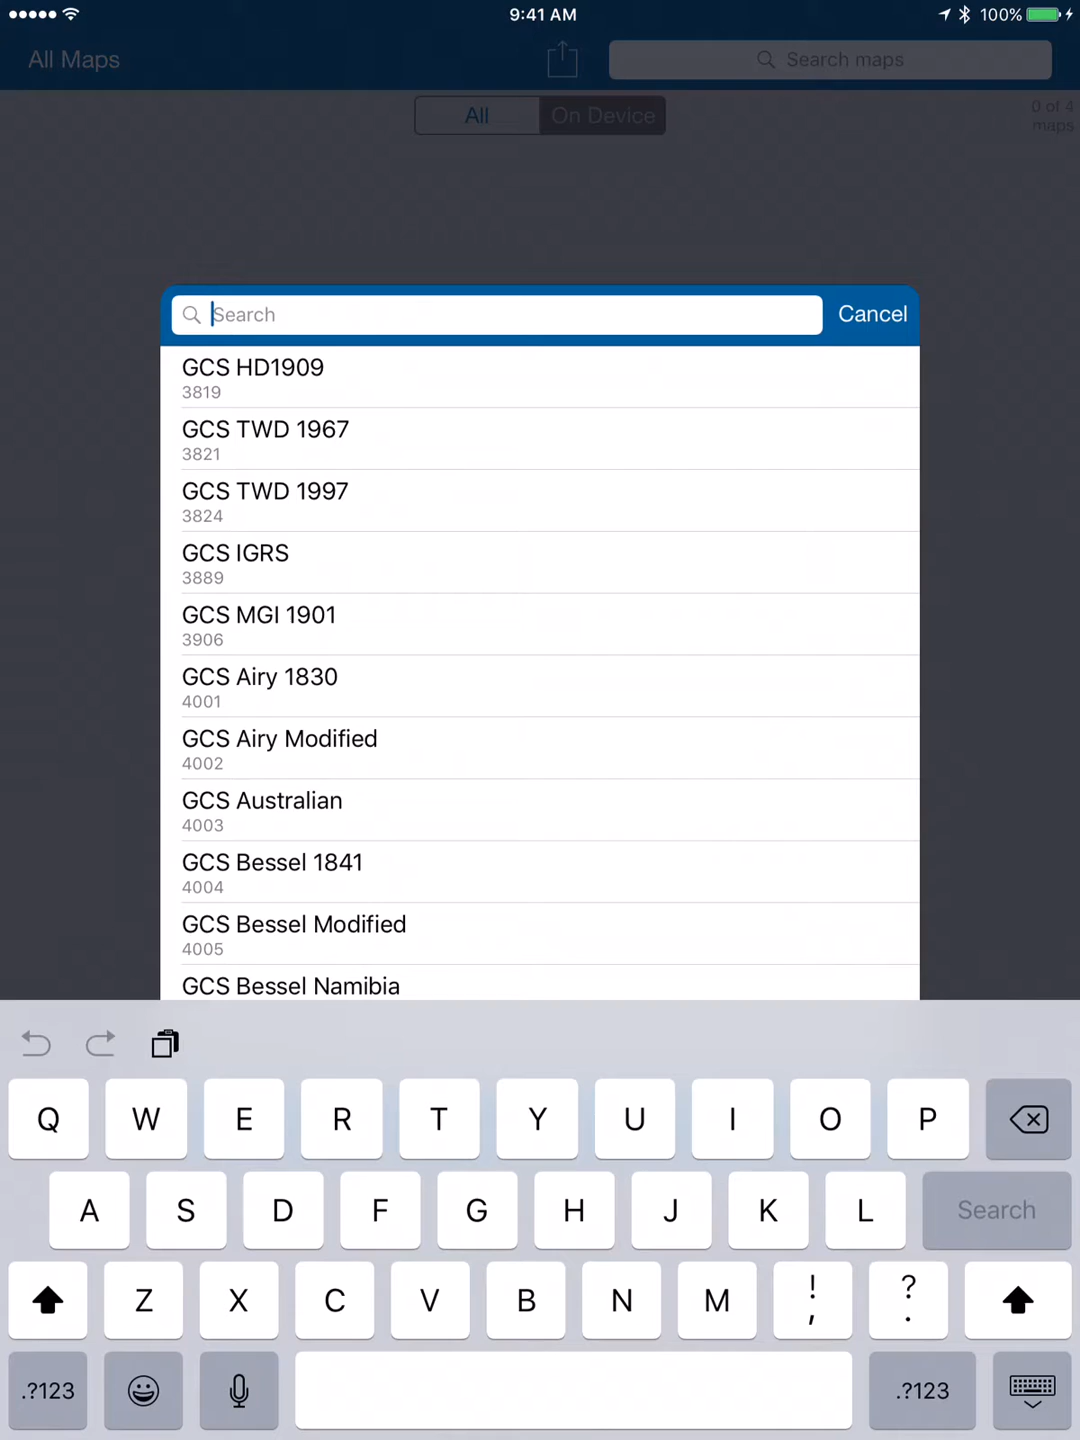 9:41 AM
100%
All Maps
Search maps
All
On Device
0 of 4
maps
Search
Cancel
GCS HD1909
3819
GCS TWD 1967
3821
GCS TWD 1997
3824
GCS IGRS
3889
GCS MGI 1901
3906
GCS Airy 1830
4001
GCS Airy Modified
4002
GCS Australian
4003
GCS Bessel 1841
4004
GCS Bessel Modified
4005
GCS Bessel Namibia
Q W E R T Y U I O P
A S D F G H J K L Search
Z X C V B N M ! , ? .
.?123 .?123